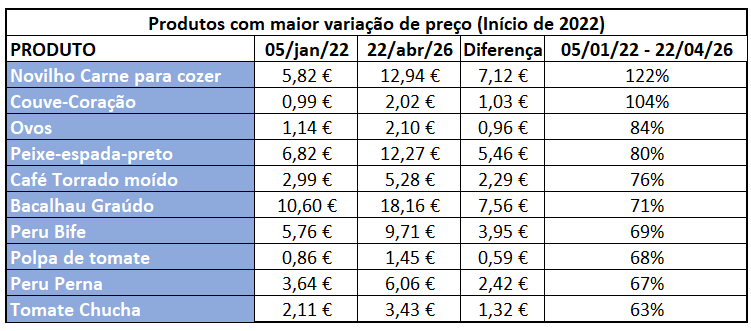 Produtos com maior variação de preço (Início de 2022)
PRODUTO 05/jan/22 22/abr/26 Diferença 05/01/22 - 22/04/26
Novilho Carne para cozer 5,82 € 12,94 € 7,12 € 122%
Couve-Coração 0,99 € 2,02 € 1,03 € 104%
Ovos 1,14 € 2,10 € 0,96 € 84%
Peixe-espada-preto 6,82 € 12,27 € 5,46 € 80%
Café Torrado moído 2,99 € 5,28 € 2,29 € 76%
Bacalhau Graúdo 10,60 € 18,16 € 7,56 € 71%
Peru Bife 5,76 € 9,71 € 3,95 € 69%
Polpa de tomate 0,86 € 1,45 € 0,59 € 68%
Peru Perna 3,64 € 6,06 € 2,42 € 67%
Tomate Chucha 2,11 € 3,43 € 1,32 € 63%